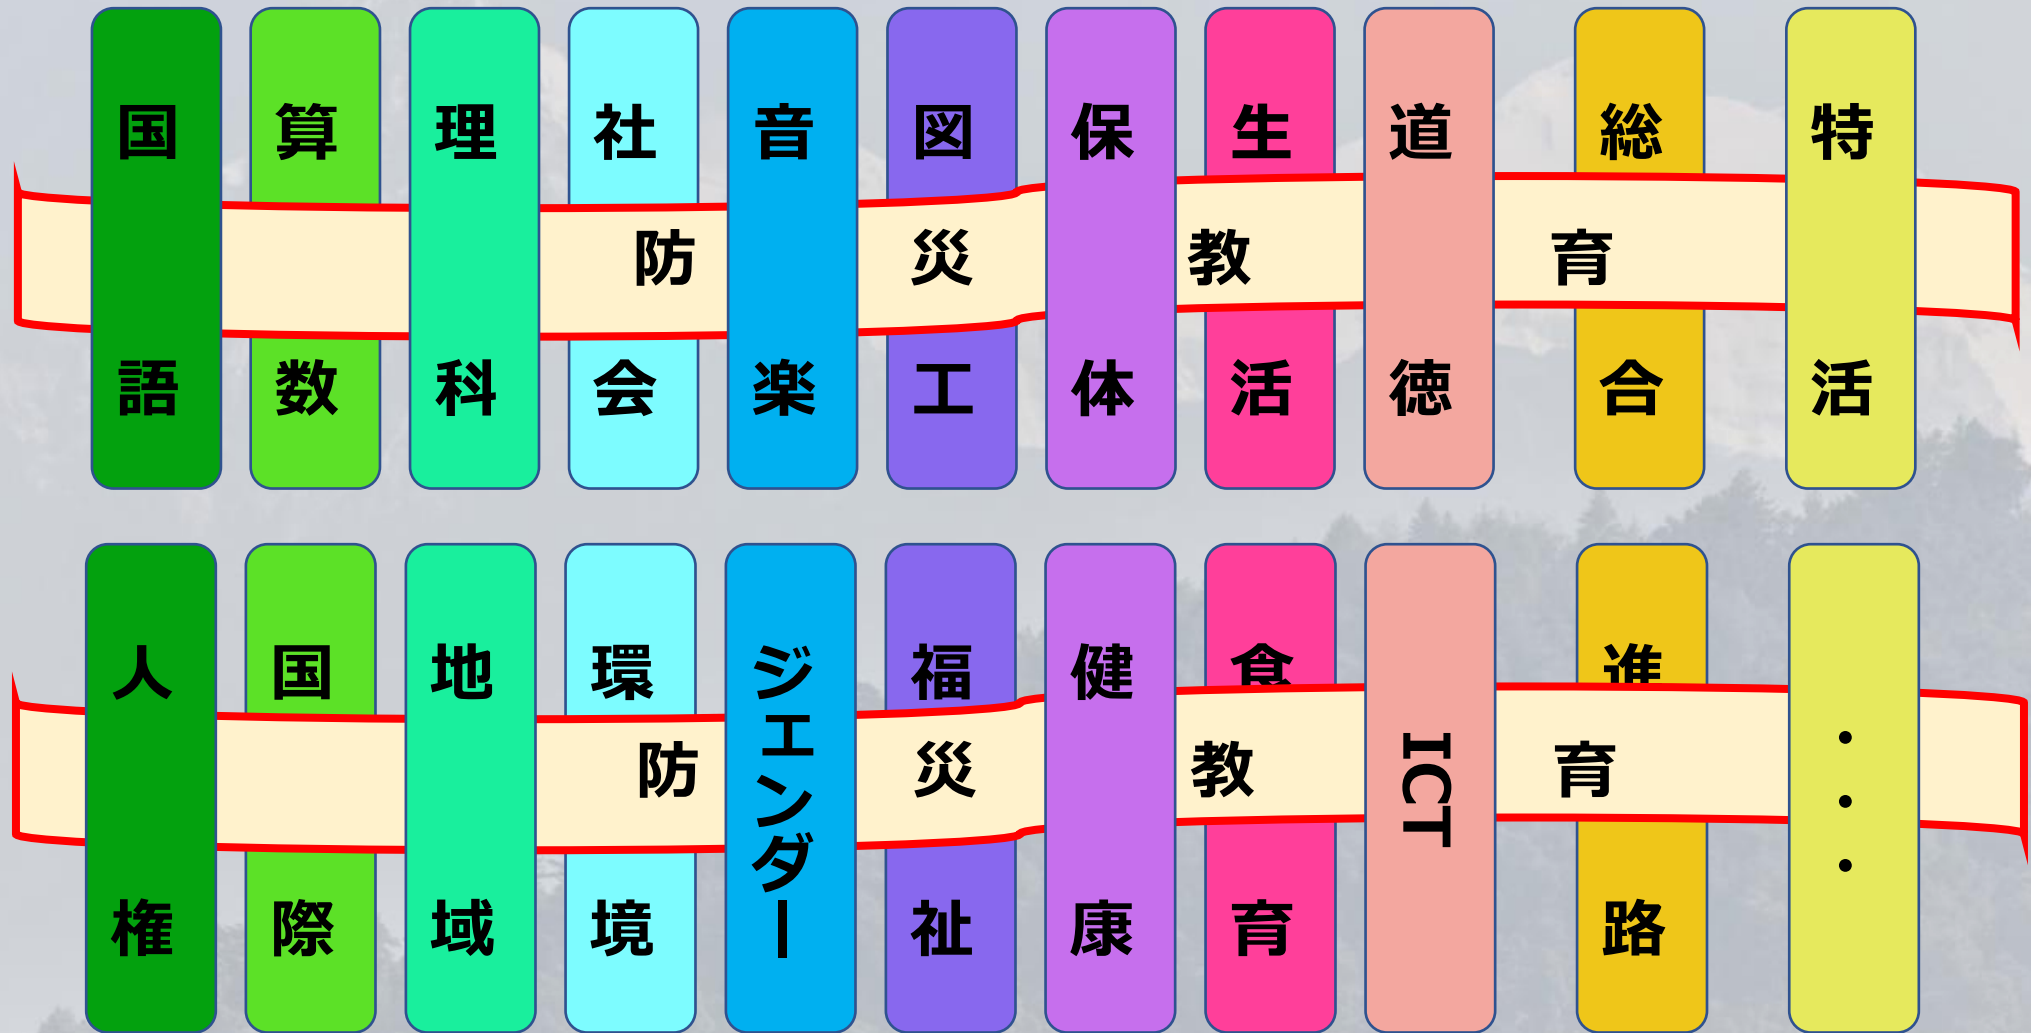 国語
算数
理科
社会
音楽
図工
保体
生活
道徳
総合
特活
防災教育
人権
国際
地域
環境
ジェンダー
福祉
健康
食育
ICT
進路
・・・
防災教育